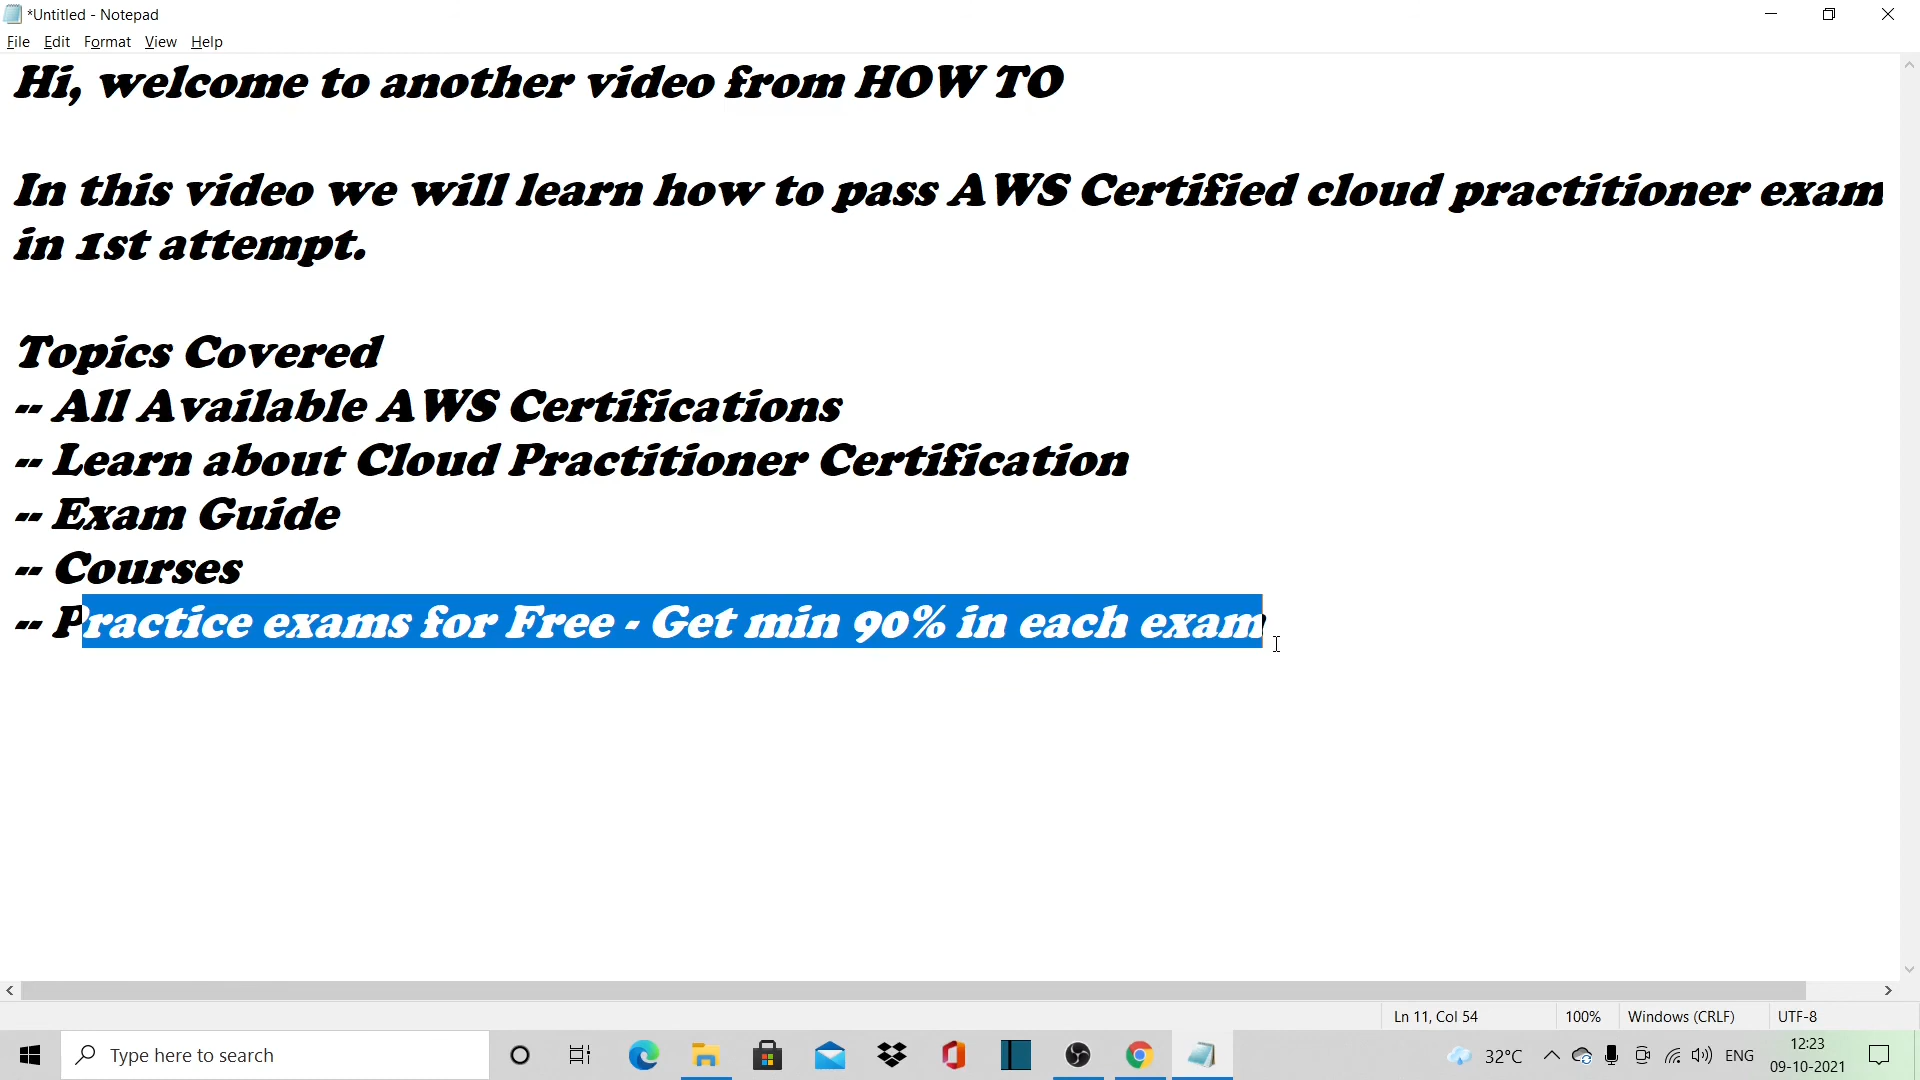 *Untitled - Notepad
File Edit Format View Help
Hi, welcome to another video from HOW TO
In this video we will learn how to pass AWS Certified cloud practitioner exam
in 1st attempt.
Topics Covered
-- All Available AWS Certifications
-- Learn about Cloud Practitioner Certification
-- Exam Guide
-- Courses
-- Practice exams for Free - Get min 90% in each exam
Ln 11, Col 54 100% Windows (CRLF) UTF-8
Type here to search 32°C ENG 12:23
09-10-2021